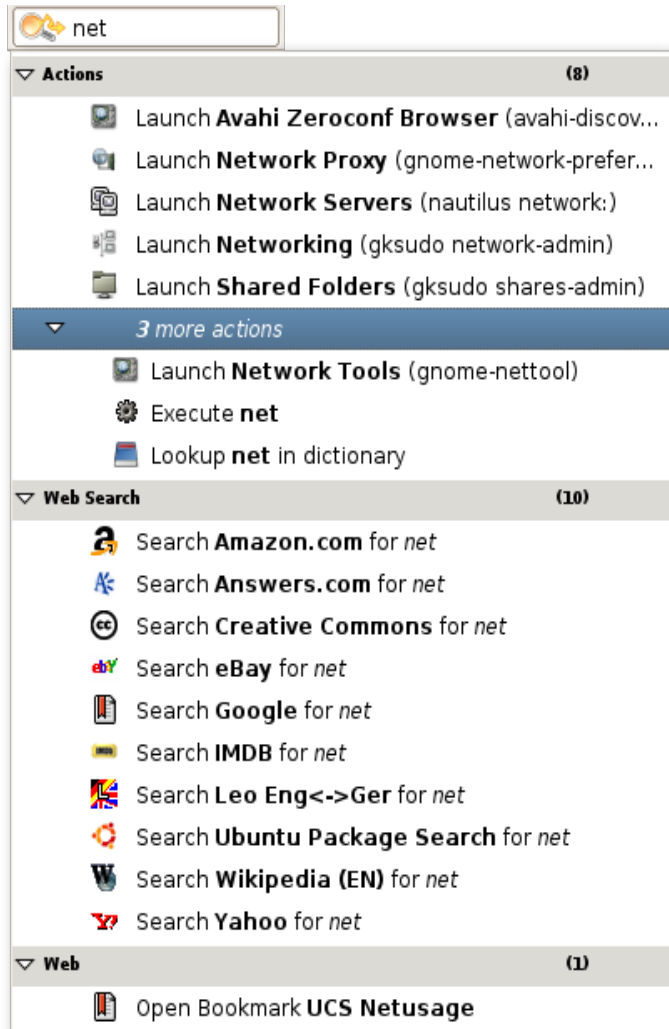 net
Actions (8)
Launch Avahi Zeroconf Browser (avahi-discov...
Launch Network Proxy (gnome-network-prefer...
Launch Network Servers (nautilus network:)
Launch Networking (gksudo network-admin)
Launch Shared Folders (gksudo shares-admin)
3 more actions
Launch Network Tools (gnome-nettool)
Execute net
Lookup net in dictionary
Web Search (10)
Search Amazon.com for net
Search Answers.com for net
Search Creative Commons for net
Search eBay for net
Search Google for net
Search IMDB for net
Search Leo Eng<->Ger for net
Search Ubuntu Package Search for net
Search Wikipedia (EN) for net
Search Yahoo for net
Web (1)
Open Bookmark UCS Netusage